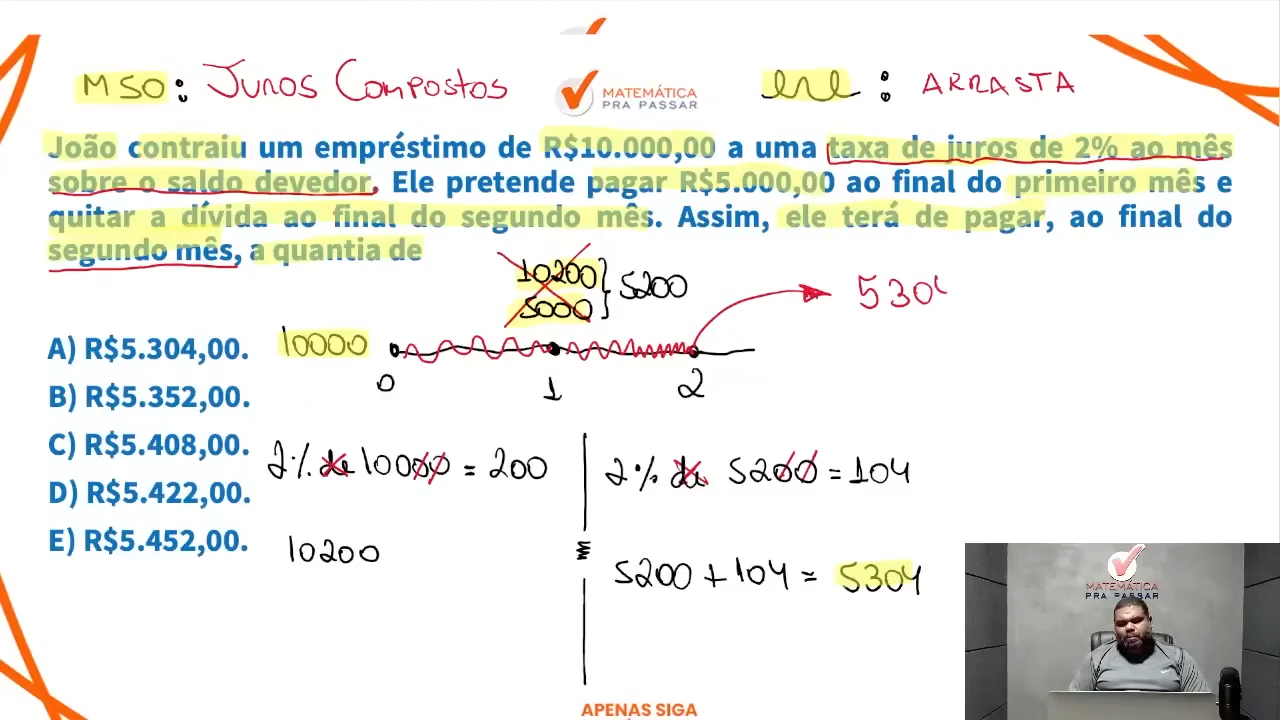 MSO: JUROS COMPOSTOS
MATEMÁTICA
PRA PASSAR
: ARRASTA
João contraiu um empréstimo de R$10.000,00 a uma taxa de juros de 2% ao mês
sobre o saldo devedor. Ele pretende pagar R$5.000,00 ao final do primeiro mês e
quitar a dívida ao final do segundo mês. Assim, ele terá de pagar, ao final do
segundo mês, a quantia de
10200
5000
} 5200
530
10000
0
1
2
A) R$5.304,00.
B) R$5.352,00.
C) R$5.408,00.
D) R$5.422,00.
E) R$5.452,00.
2% de 10000 = 200
10200
2% de 5200 = 104
5200 + 104 = 5304
MATEMÁTICA
PRA PASSAR
APENAS SIGA